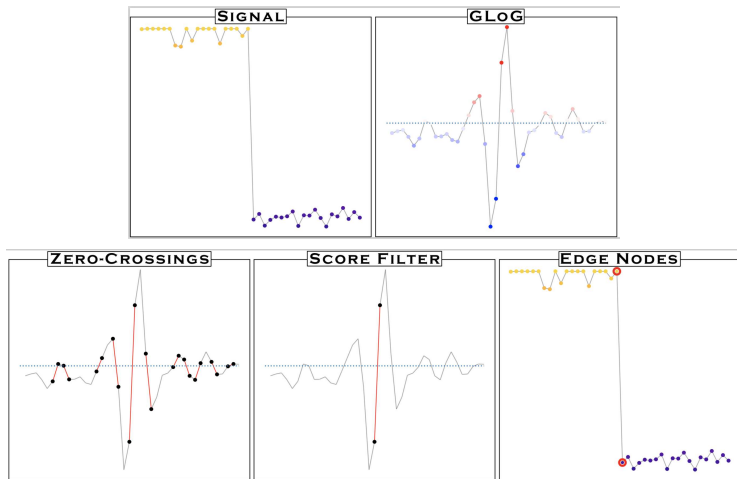 Signal
GLoG
Zero-Crossings
Score Filter
Edge Nodes